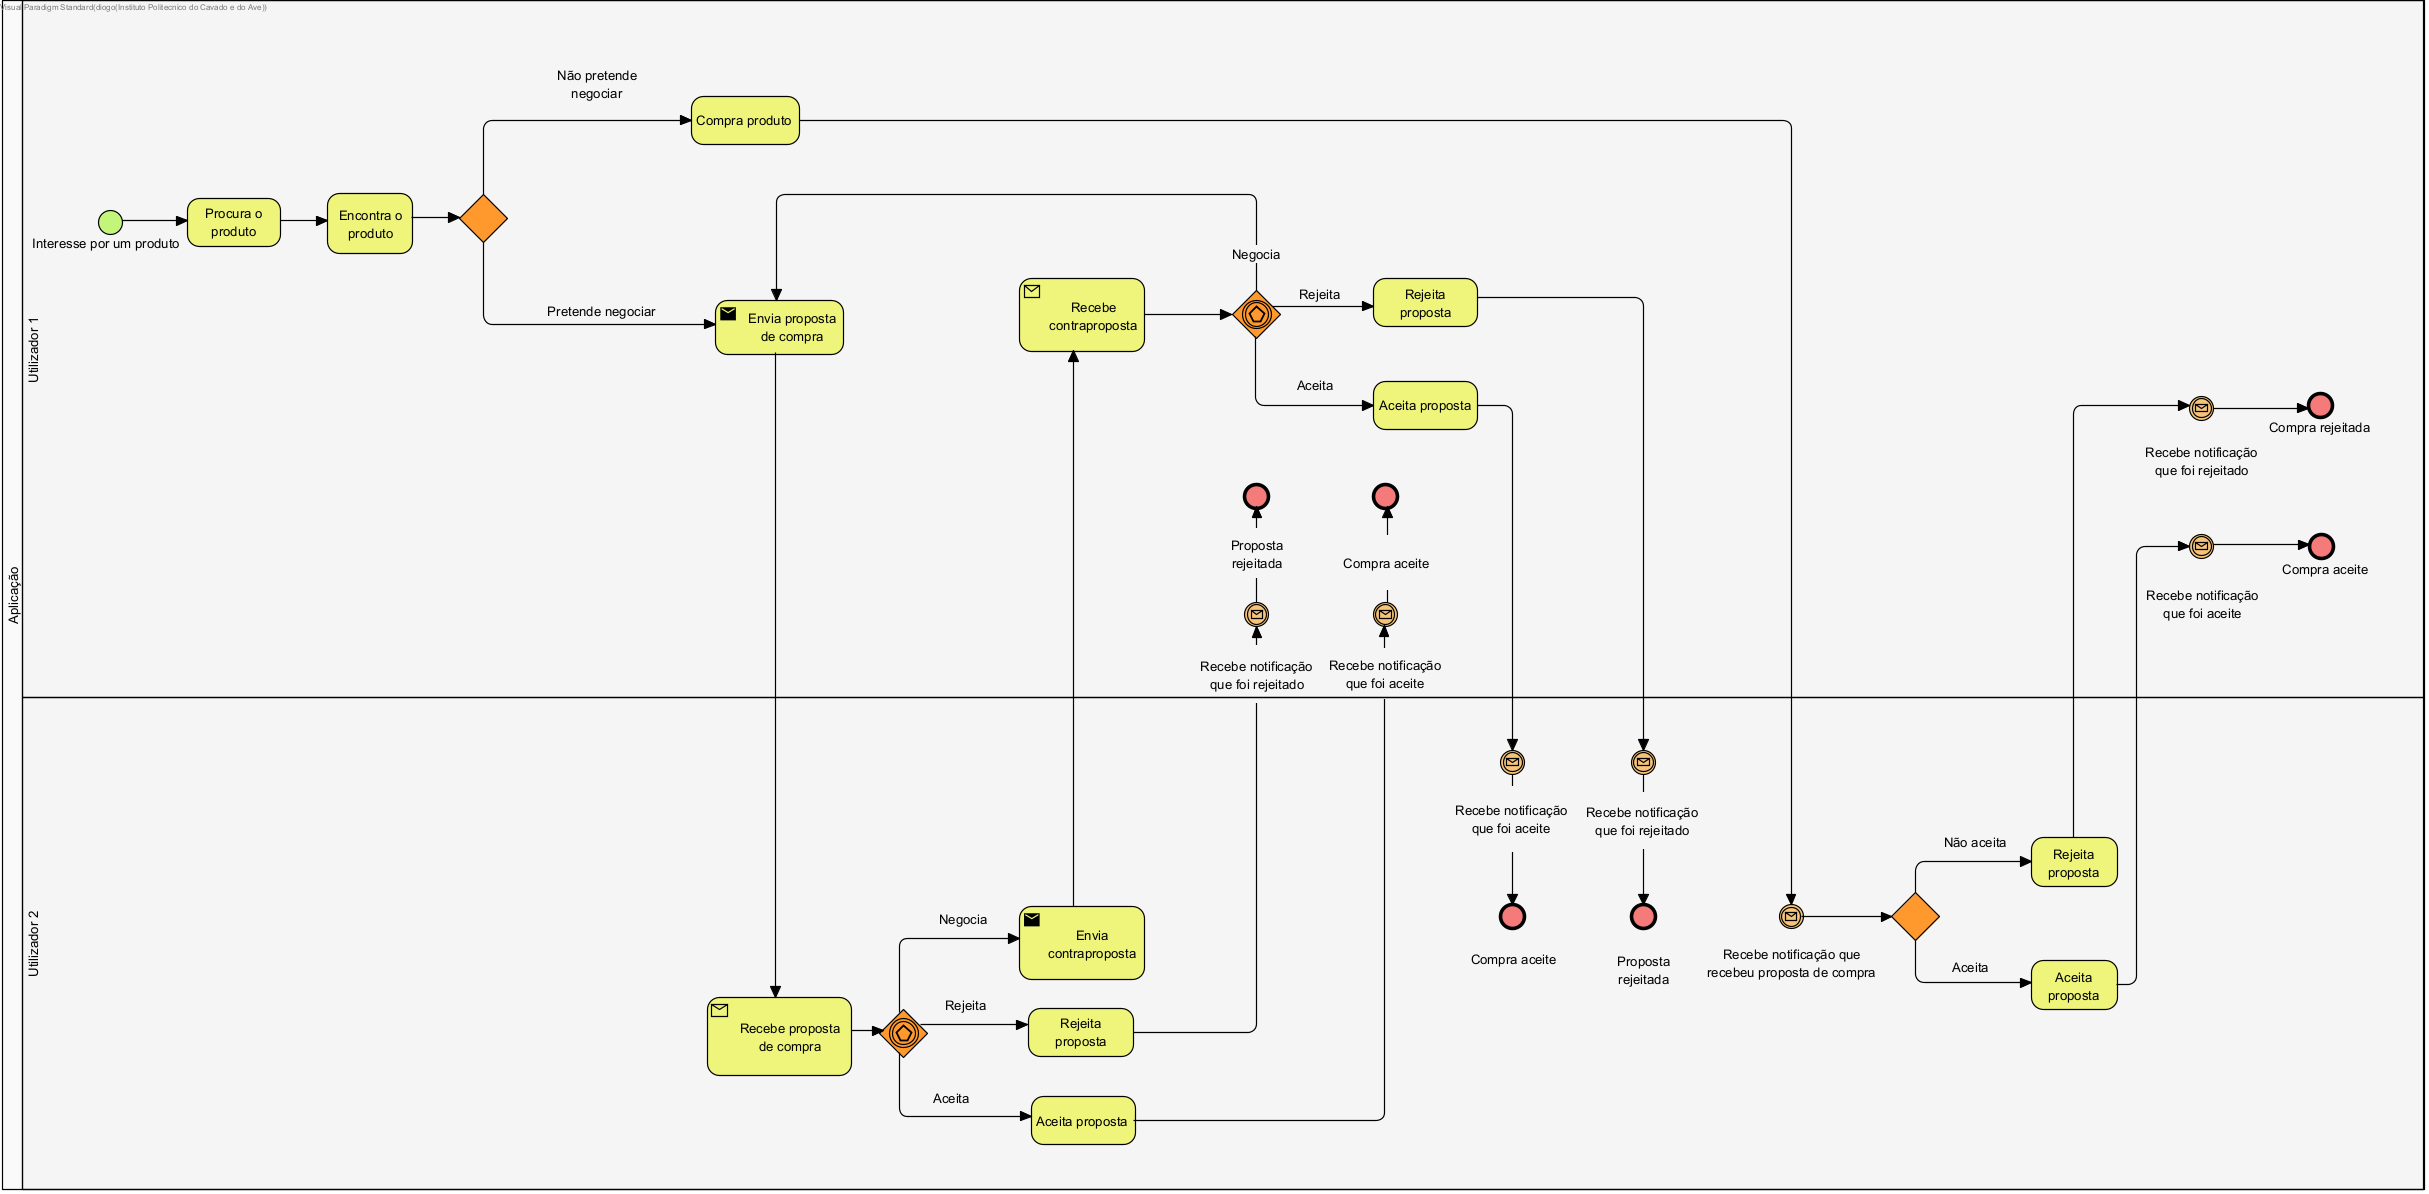 Visual Paradigm Standard(diogo(Instituto Politecnico do Cavado e do Ave))
Aplicação
Utilizador 1
Não pretende
negociar
Compra produto
Interesse por um produto
Procura o
produto
Encontra o
produto
Pretende negociar
Envia proposta
de compra
Recebe
contraproposta
Negocia
Rejeita
Rejeita
proposta
Aceita
Aceita proposta
Proposta
rejeitada
Compra aceite
Recebe notificação
que foi rejeitado
Recebe notificação
que foi aceite
Compra rejeitada
Recebe notificação
que foi rejeitado
Compra aceite
Recebe notificação
que foi aceite
Utilizador 2
Recebe proposta
de compra
Negocia
Envia
contraproposta
Rejeita
Rejeita
proposta
Aceita
Aceita proposta
Recebe notificação
que foi aceite
Compra aceite
Recebe notificação
que foi rejeitado
Proposta
rejeitada
Recebe notificação que
recebeu proposta de compra
Não aceita
Rejeita
proposta
Aceita
Aceita
proposta